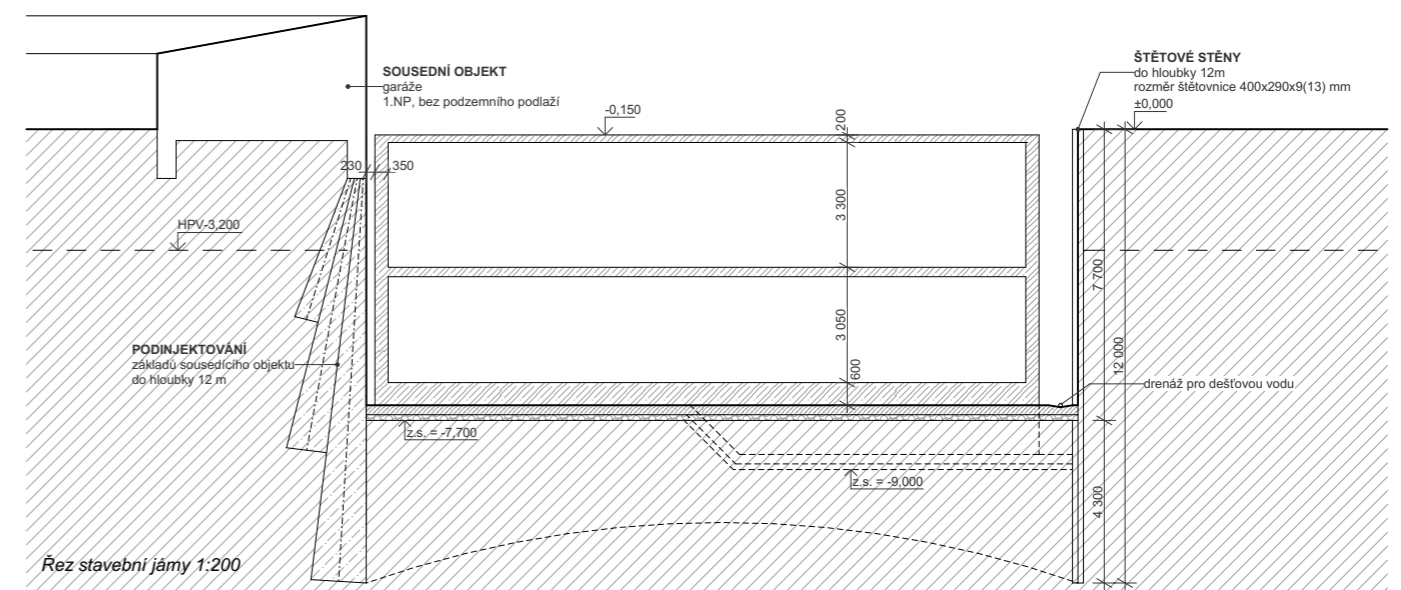 SOUSEDNÍ OBJEKT
garáže
1.NP, bez podzemního podlaží
ŠTĚTOVÉ STĚNY
do hloubky 12m
rozměr štětovnice 400x290x9(13) mm
±0,000
-0,150
200
230
350
3 300
HPV-3,200
7 700
3 050
12 000
PODINJEKTOVÁNÍ
základů sousedícího objektu
do hloubky 12 m
600
drenáž pro dešťovou vodu
z.s. = -7,700
z.s. = -9,000
4 300
Řez stavební jámy 1:200